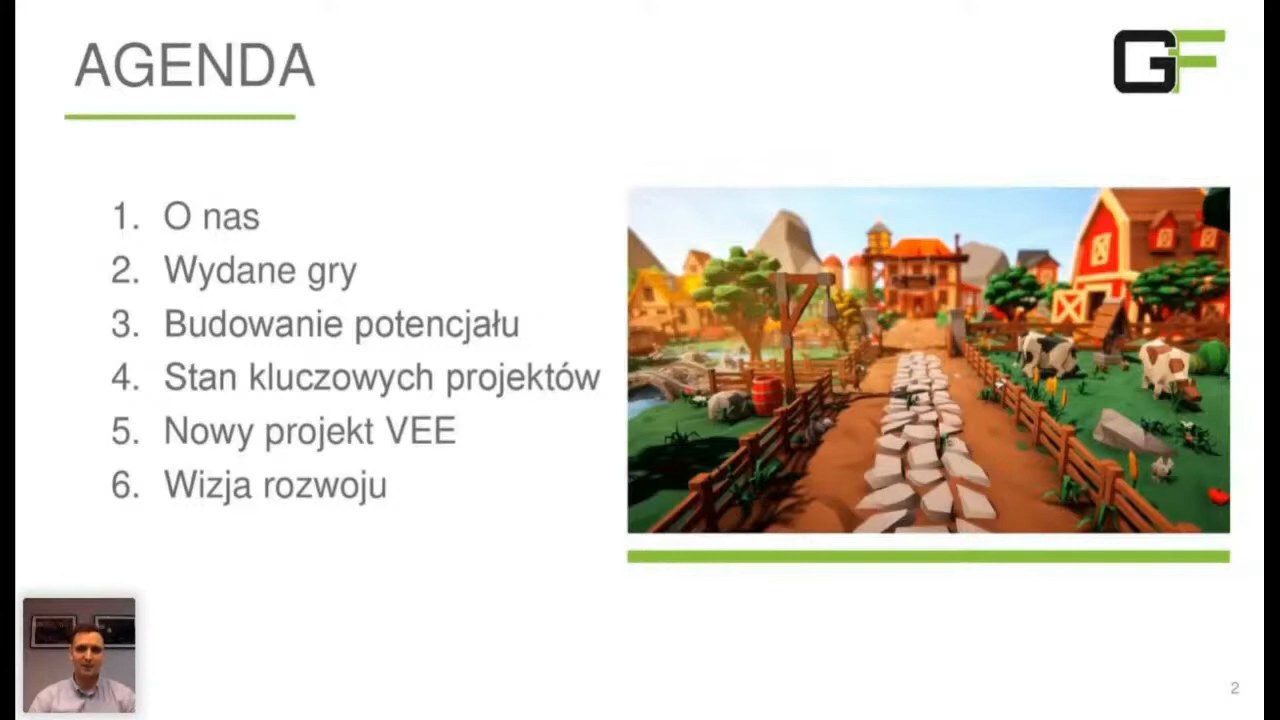 AGENDA
GF
1. O nas
2. Wydane gry
3. Budowanie potencjału
4. Stan kluczowych projektów
5. Nowy projekt VEE
6. Wizja rozwoju
2